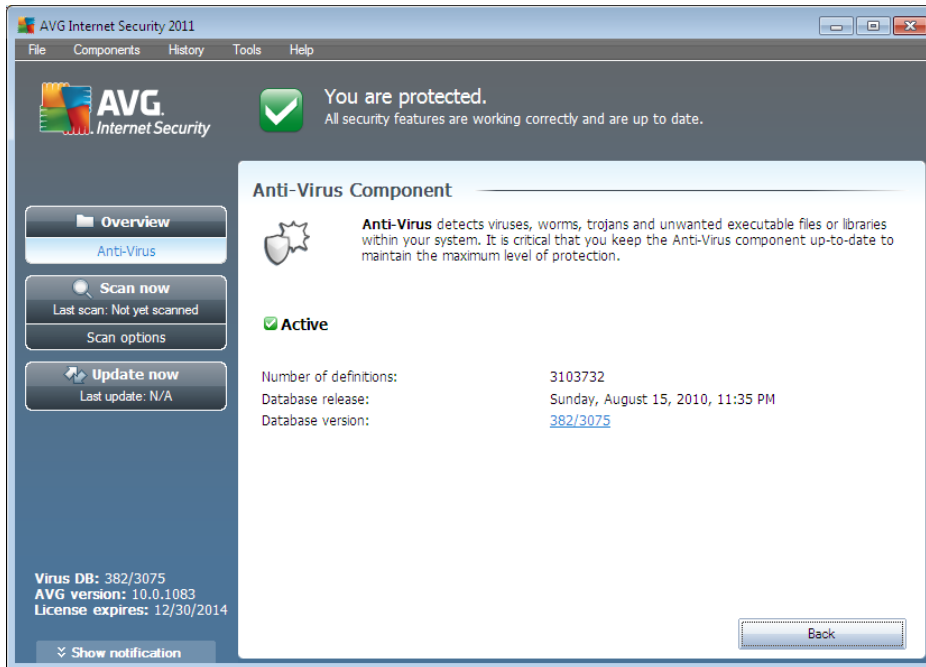 AVG Internet Security 2011
File Components History Tools Help
AVG.
Internet Security
You are protected.
All security features are working correctly and are up to date.
Overview
Anti-Virus
Scan now
Last scan: Not yet scanned
Scan options
Update now
Last update: N/A
Virus DB: 382/3075
AVG version: 10.0.1083
License expires: 12/30/2014
Show notification
Anti-Virus Component
Anti-Virus detects viruses, worms, trojans and unwanted executable files or libraries
within your system. It is critical that you keep the Anti-Virus component up-to-date to
maintain the maximum level of protection.
Active
Number of definitions: 3103732
Database release: Sunday, August 15, 2010, 11:35 PM
Database version: 382/3075
Back